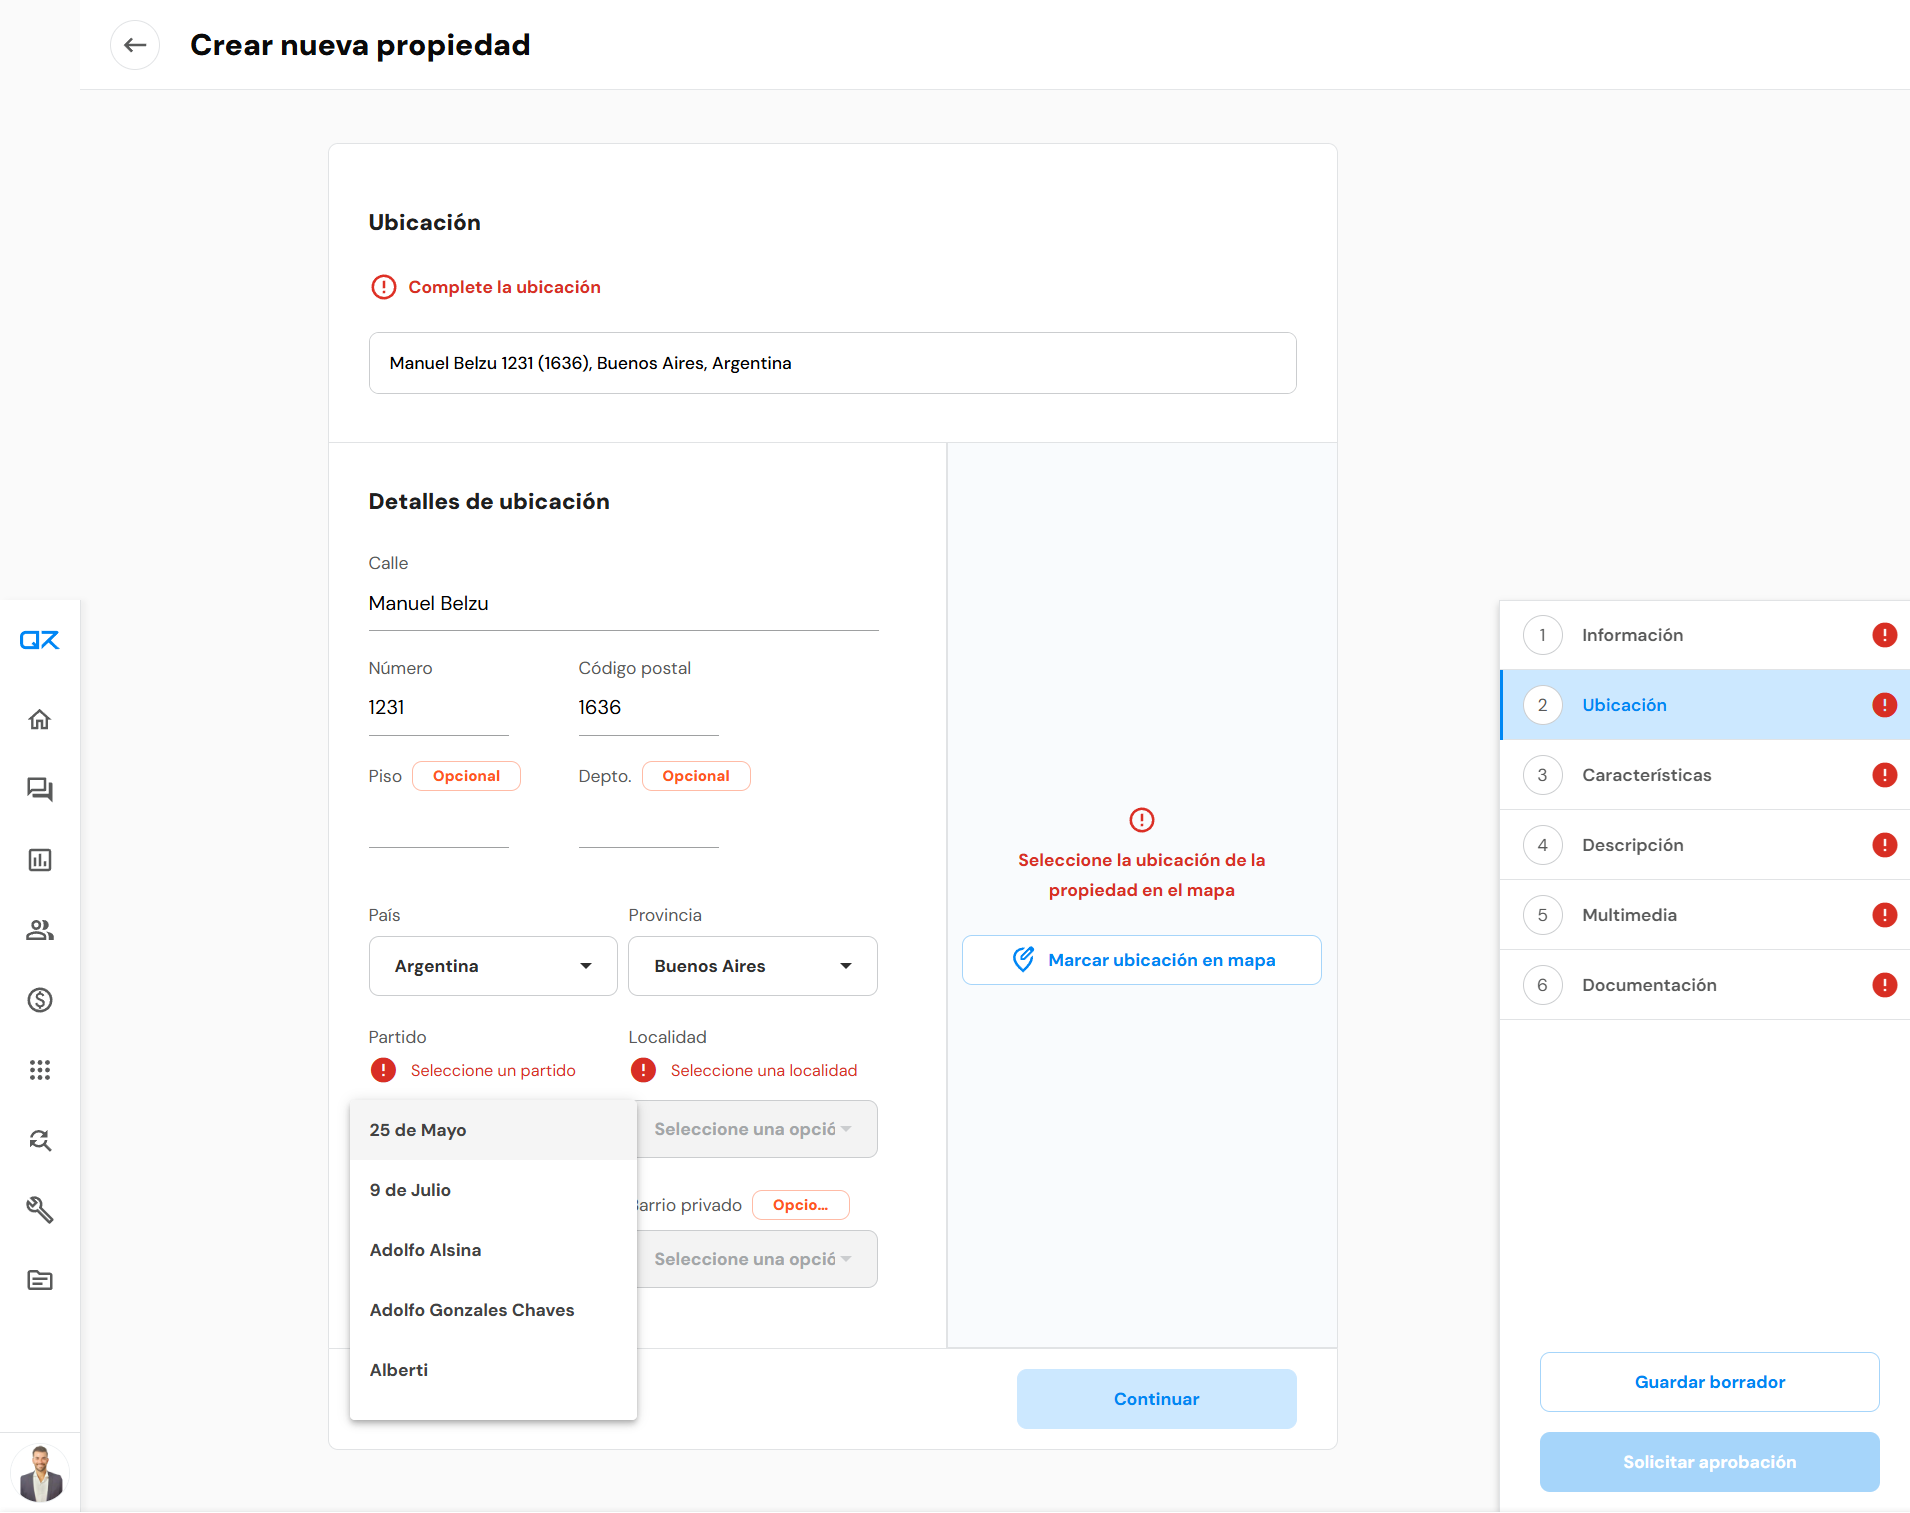 Crear nueva propiedad
Ubicación
Complete la ubicación
Manuel Belzu 1231 (1636), Buenos Aires, Argentina
Detalles de ubicación
Calle
Manuel Belzu
Número
Código postal
1231
1636
Piso
Opcional
Depto.
Opcional
País
Provincia
Argentina
Buenos Aires
Partido
Localidad
Seleccione un partido
Seleccione una localidad
25 de Mayo
9 de Julio
Adolfo Alsina
Adolfo Gonzales Chaves
Alberti
Seleccione una opció
arrio privado
Opcio...
Seleccione una opció
Seleccione la ubicación de la
propiedad en el mapa
Marcar ubicación en mapa
Continuar
1 Información
2 Ubicación
3 Características
4 Descripción
5 Multimedia
6 Documentación
Guardar borrador
Solicitar aprobación